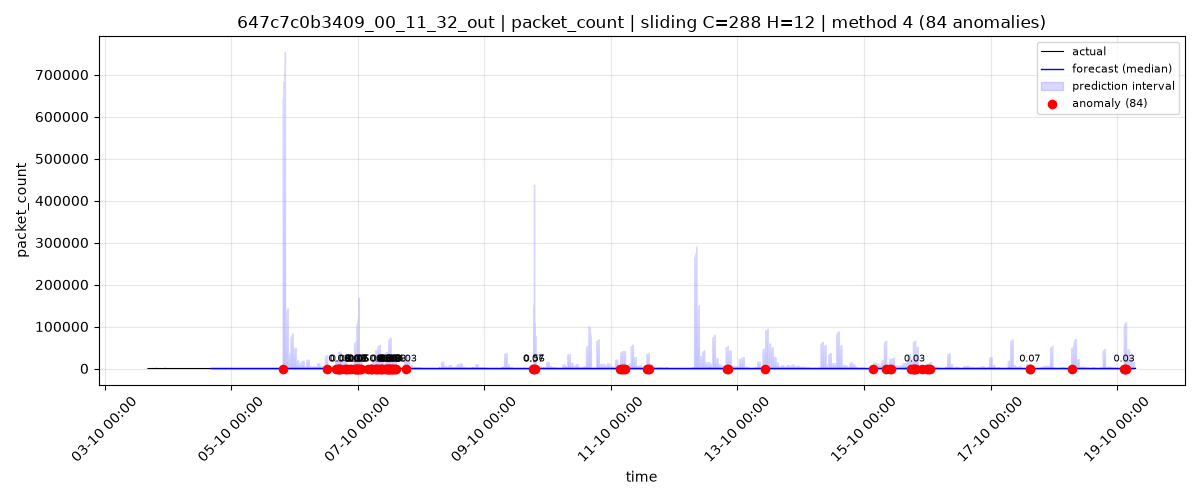 647c7c0b3409_00_11_32_out | packet_count | sliding C=288 H=12 | method 4 (84 anomalies)
actual
forecast (median)
prediction interval
anomaly (84)
packet_count
700000
600000
500000
400000
300000
200000
100000
0
0.03
0.07
0.03
03-10 00:00
05-10 00:00
07-10 00:00
09-10 00:00
11-10 00:00
13-10 00:00
15-10 00:00
17-10 00:00
19-10 00:00
time